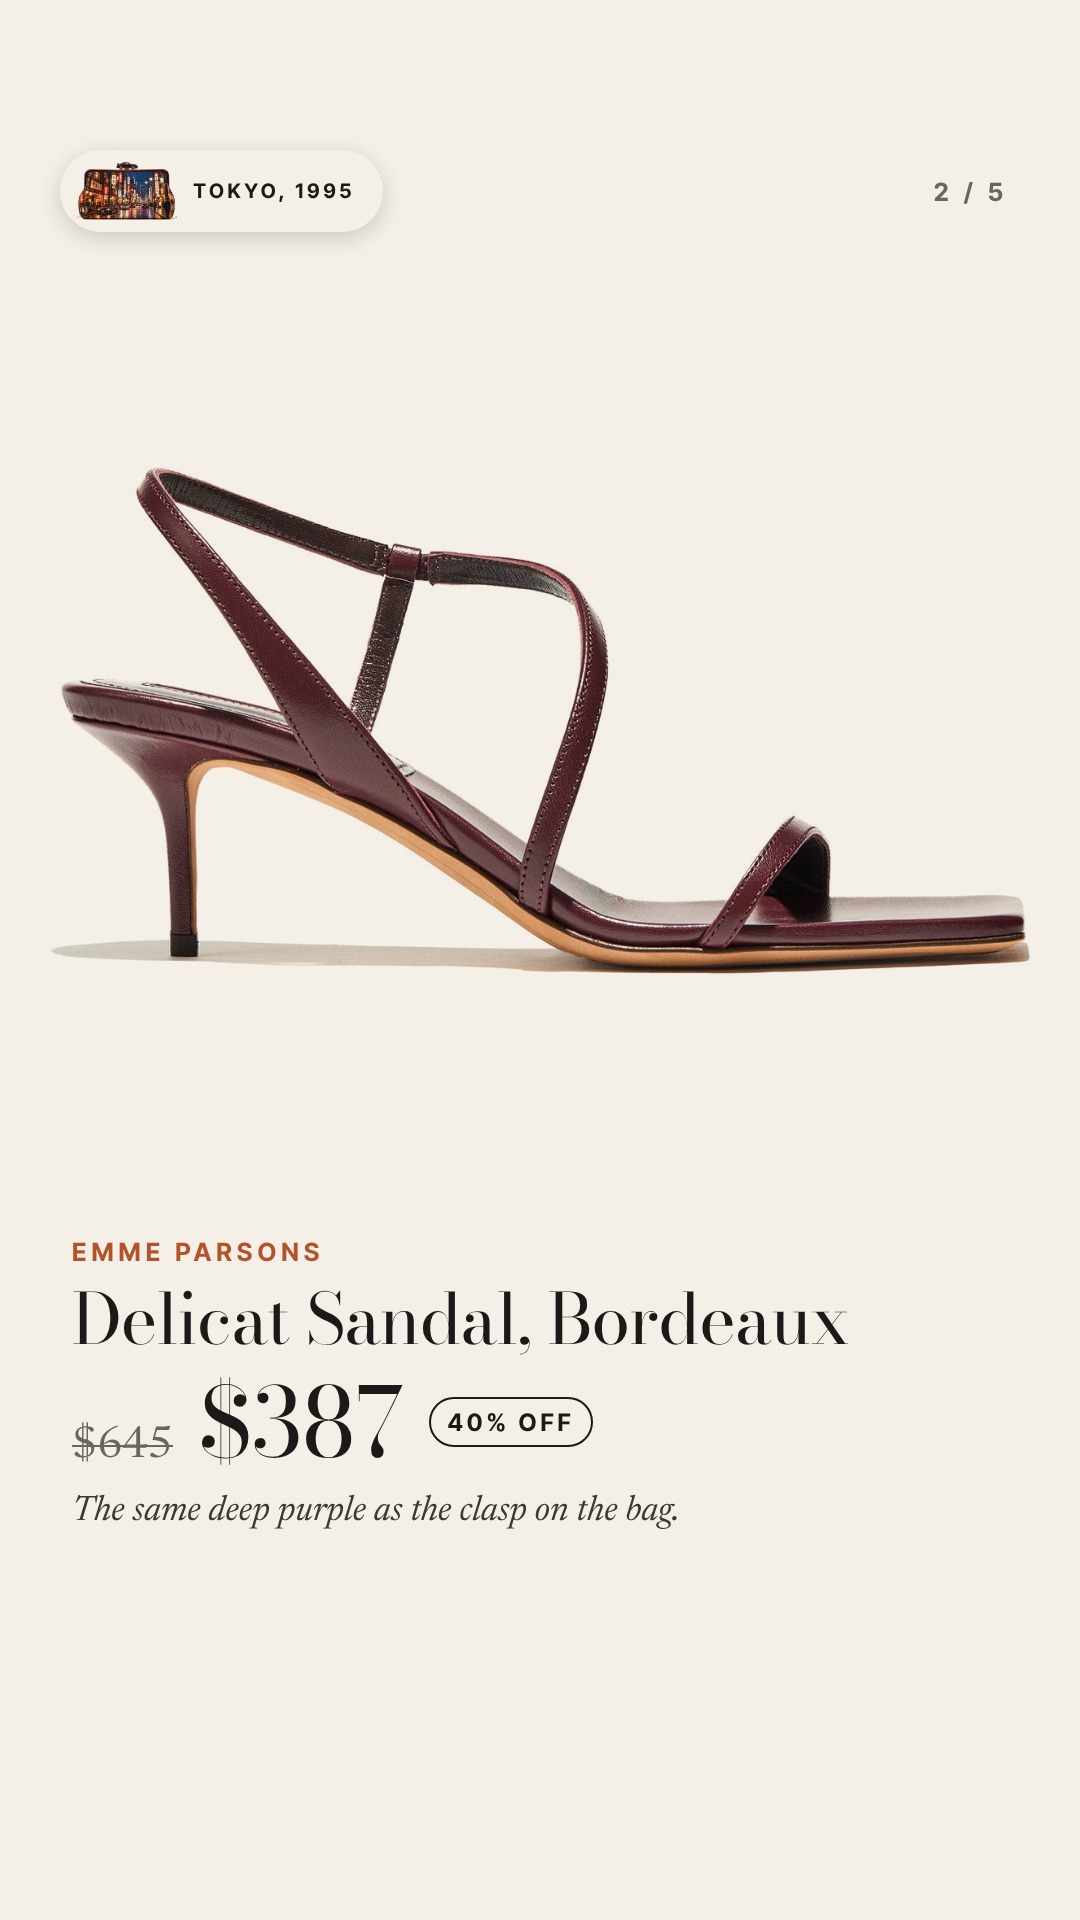 TOKYO, 1995
2 / 5
EMME PARSONS
Delicat Sandal, Bordeaux
$645 $387 40% OFF
The same deep purple as the clasp on the bag.